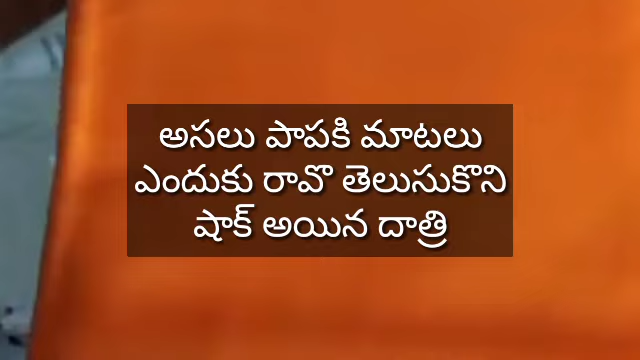 అసలు పాపకి మాటలు
ఎందుకు రావొ తెలుసుకొని
షాక్ అయిన దాత్రి